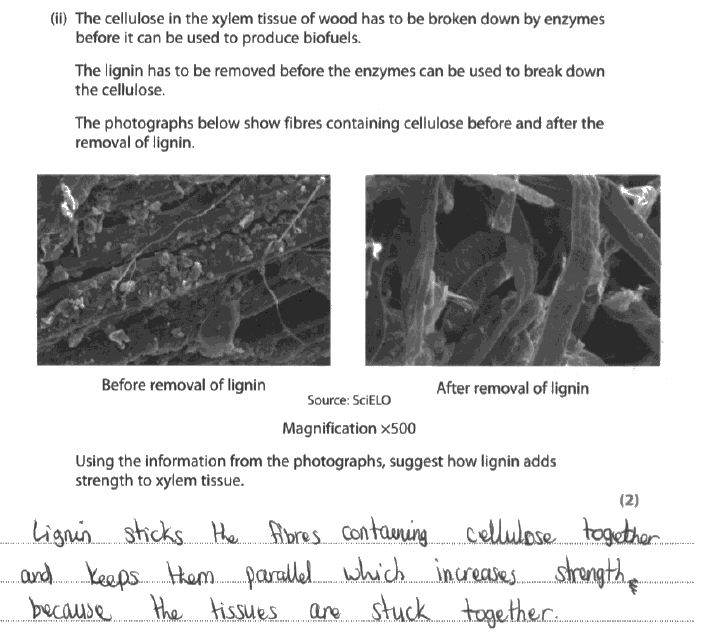 (ii) The cellulose in the xylem tissue of wood has to be broken down by enzymes
before it can be used to produce biofuels.
The lignin has to be removed before the enzymes can be used to break down
the cellulose.
The photographs below show fibres containing cellulose before and after the
removal of lignin.
Before removal of lignin
After removal of lignin
Source: SciELO
Magnification ×500
Using the information from the photographs, suggest how lignin adds
strength to xylem tissue.
(2)
Lignin sticks the fibres containing cellulose together
and keeps them parallel which increases strength
because the tissues are stuck together.